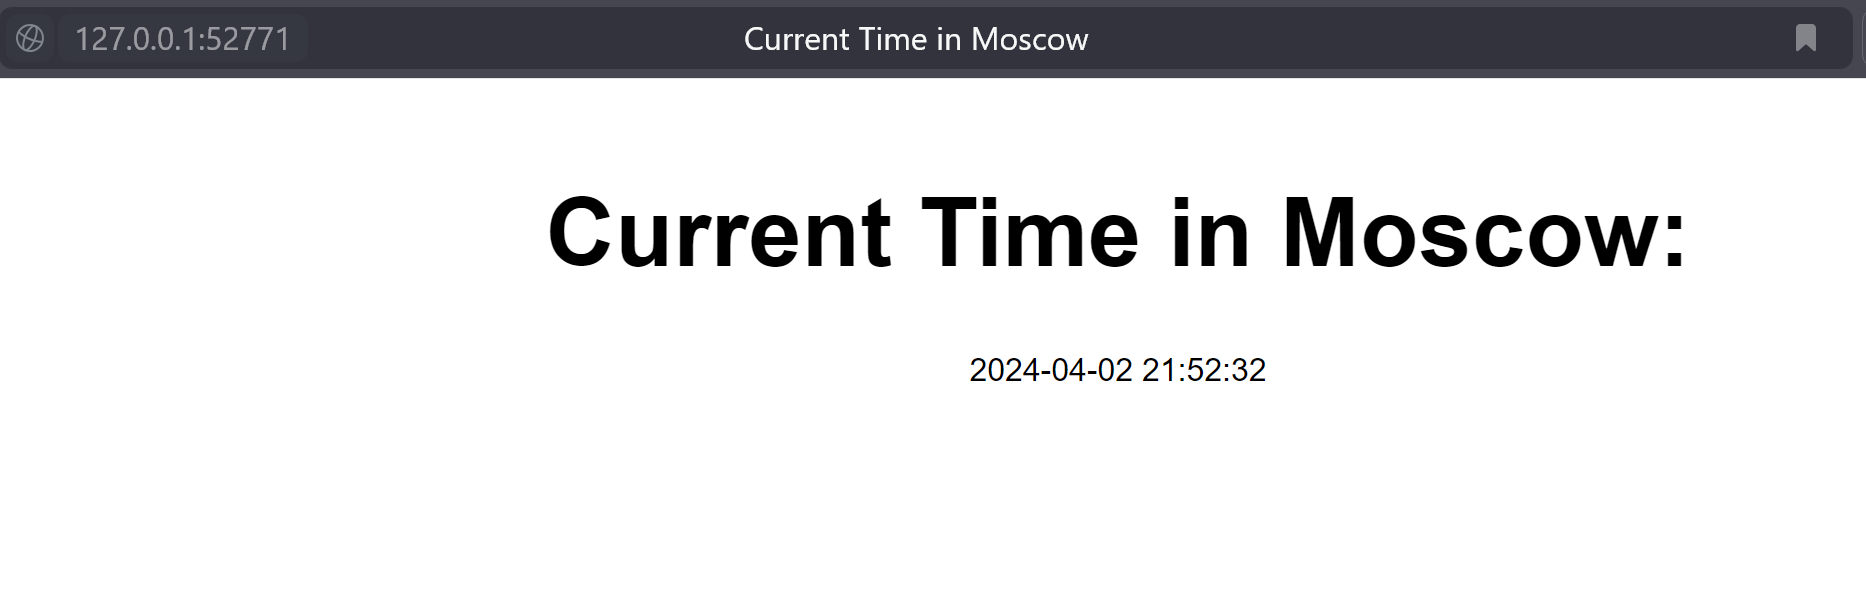 127.0.0.1:52771 Current Time in Moscow
Current Time in Moscow:
2024-04-02 21:52:32